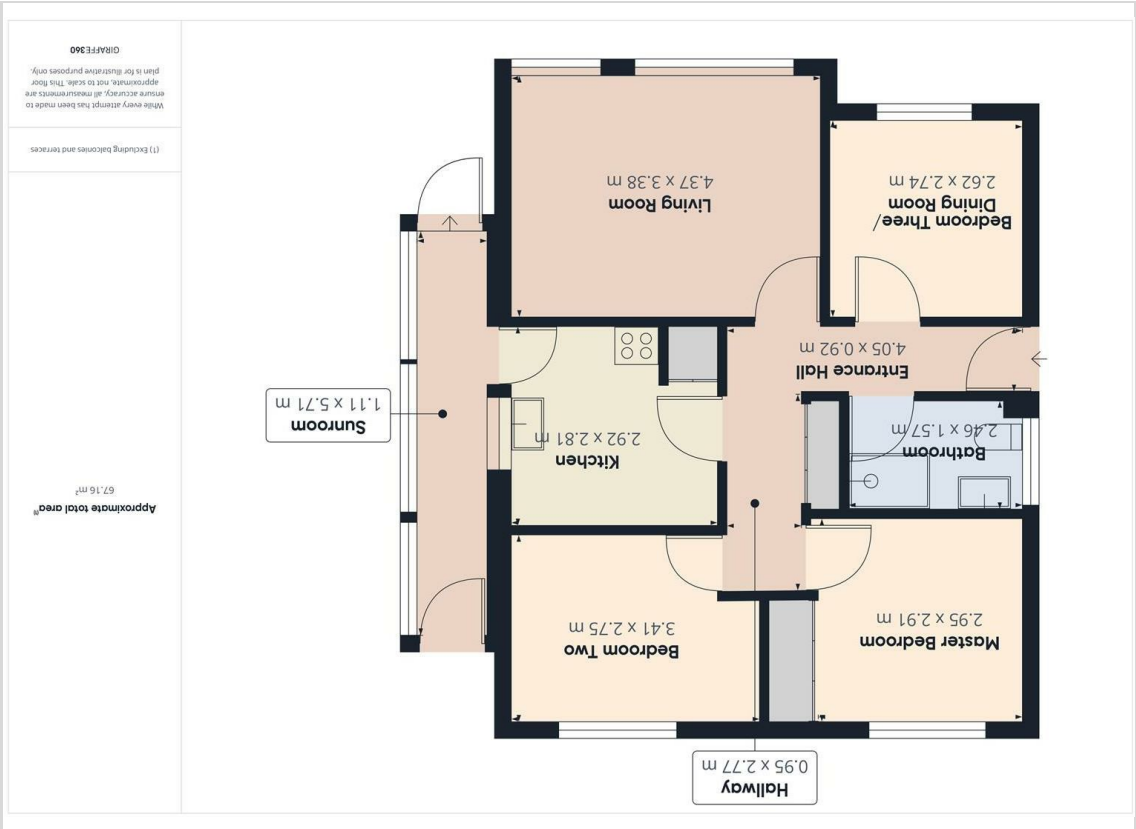 Hallway
0.95 x 2.77 m
Master Bedroom
2.95 x 2.91 m
Bedroom Two
3.41 x 2.75 m
Bathroom
2.46 x 1.57 m
Kitchen
2.92 x 2.81 m
Sunroom
1.11 x 5.71 m
Entrance Hall
4.05 x 0.92 m
Bedroom Three/
Dining Room
2.62 x 2.74 m
Living Room
4.37 x 3.38 m
Approximate total area⁽¹⁾
67.16 m²
(1) Excluding balconies and terraces
While every attempt has been made to
ensure accuracy, all measurements are
approximate, not to scale. This floor
plan is for illustrative purposes only.
GIRAFFE360